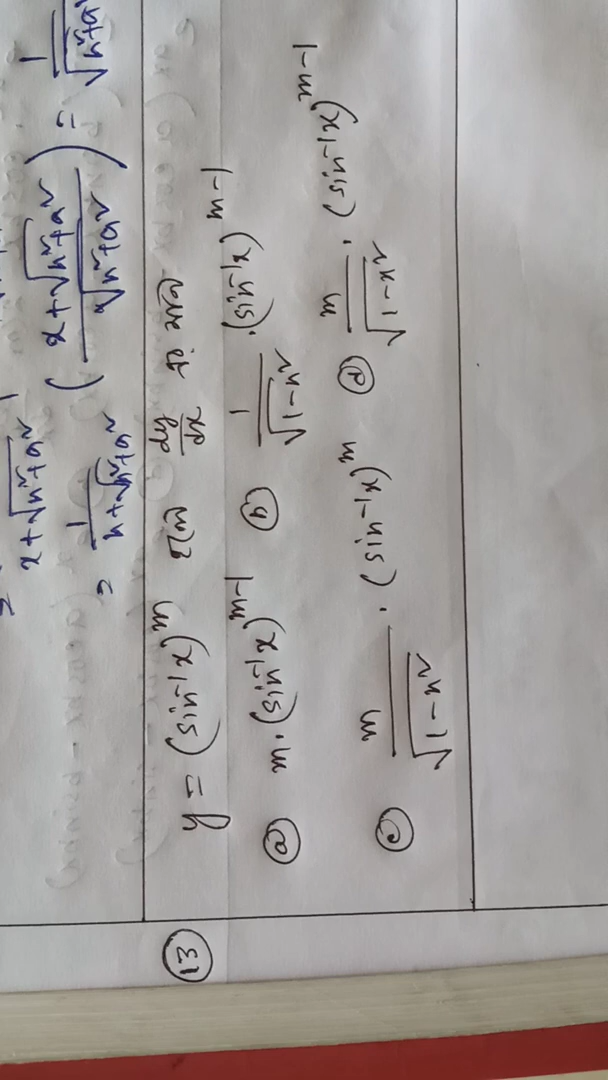 x+√x²+a²
= 1/(x+√x²+a²) ( (x+√x²+a²)/√x²+a² ) = 1/√x²+a²
13 y = (sin⁻¹x)ᵐ হলে dy/dx
ⓐ m.(sin⁻¹x)ᵐ⁻¹ ⓑ 1/√1-x² .(sin⁻¹x)ᵐ⁻¹
ⓒ m/√1-x² . (sin⁻¹x)ᵐ ⓓ m/√1-x² . (sin⁻¹x)ᵐ⁻¹